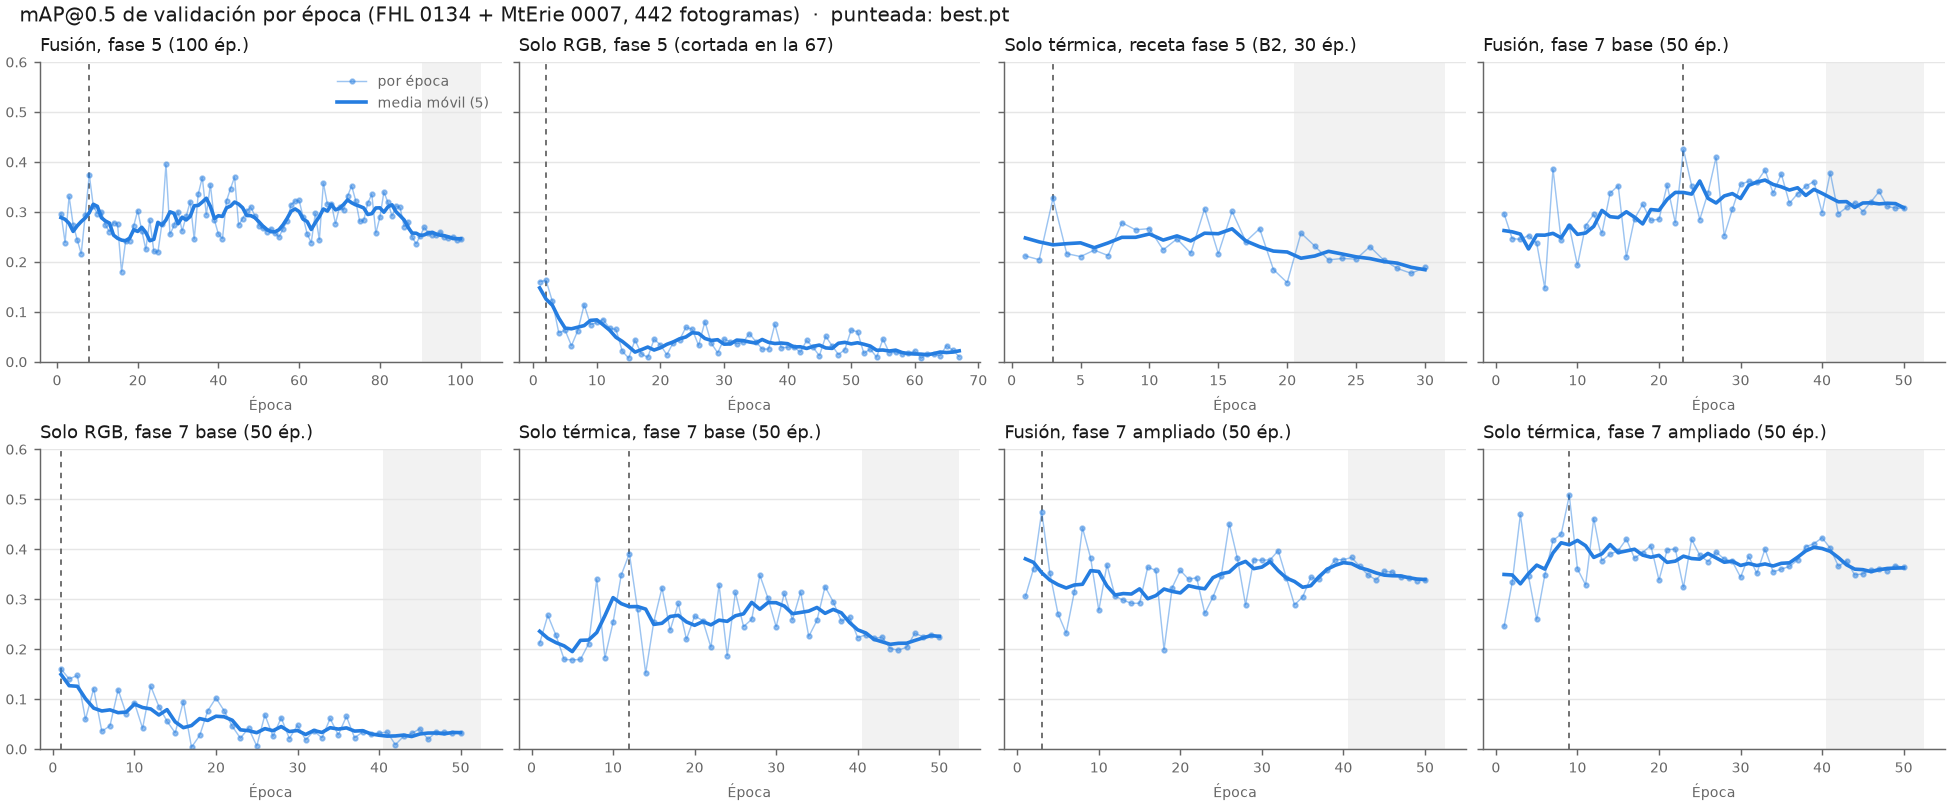 mAP@0.5 de validación por época (FHL 0134 + MtErie 0007, 442 fotogramas)  ·  punteada: best.pt
Fusión, fase 5 (100 ép.)
por época
media móvil (5)
0.6
0.5
0.4
0.3
0.2
0.1
0.0
0 20 40 60 80 100
Época
Solo RGB, fase 5 (cortada en la 67)
0 10 20 30 40 50 60 70
Época
Solo térmica, receta fase 5 (B2, 30 ép.)
0 5 10 15 20 25 30
Época
Fusión, fase 7 base (50 ép.)
0 10 20 30 40 50
Época
Solo RGB, fase 7 base (50 ép.)
0.6
0.5
0.4
0.3
0.2
0.1
0.0
0 10 20 30 40 50
Época
Solo térmica, fase 7 base (50 ép.)
0 10 20 30 40 50
Época
Fusión, fase 7 ampliado (50 ép.)
0 10 20 30 40 50
Época
Solo térmica, fase 7 ampliado (50 ép.)
0 10 20 30 40 50
Época